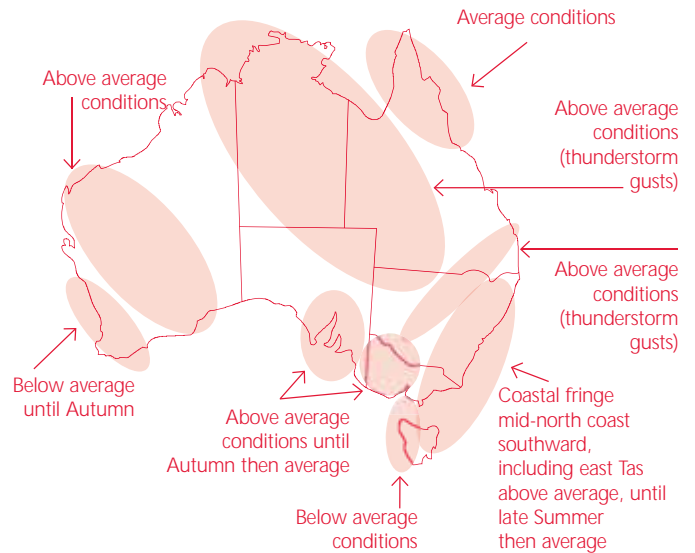 Average conditions
Above average
conditions
Above average
conditions
(thunderstorm
gusts)
Above average
conditions
(thunderstorm
gusts)
Below average
until Autumn
Above average
conditions until
Autumn then average
Coastal fringe
mid-north coast
southward,
including east Tas
above average, until
late Summer
then average
Below average
conditions